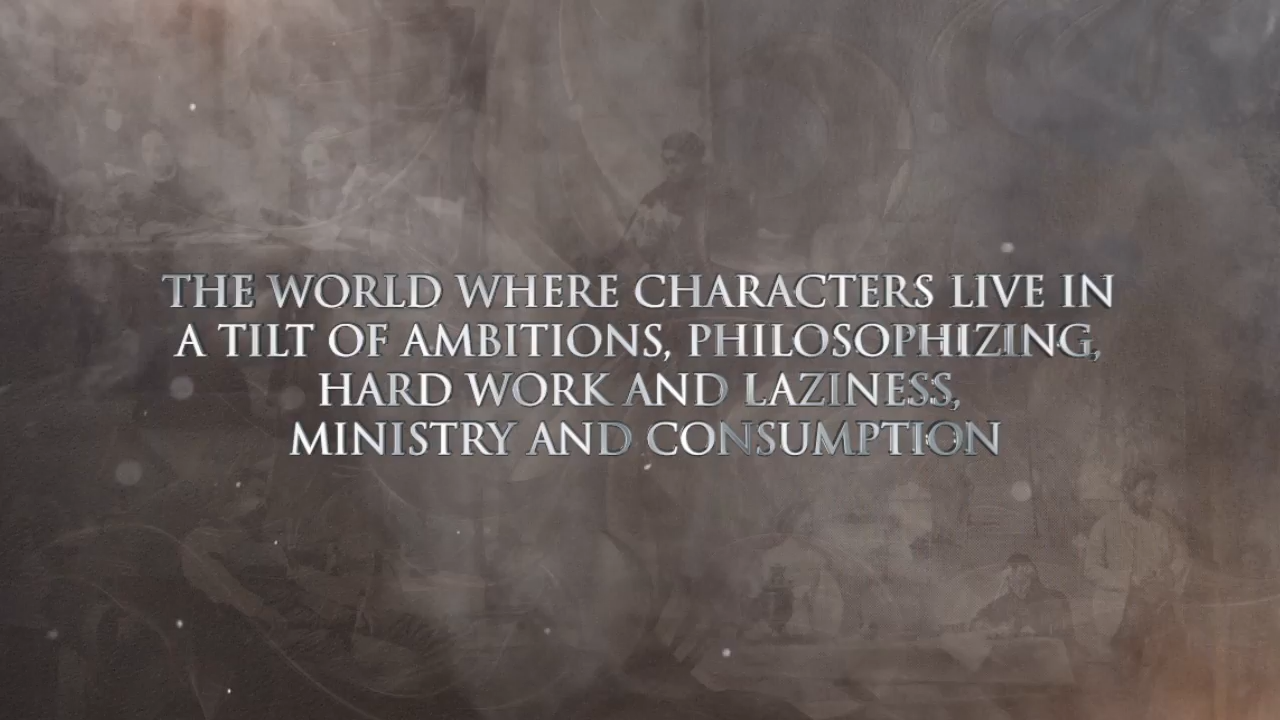 THE WORLD WHERE CHARACTERS LIVE IN
A TILT OF AMBITIONS, PHILOSOPHIZING,
HARD WORK AND LAZINESS,
MINISTRY AND CONSUMPTION